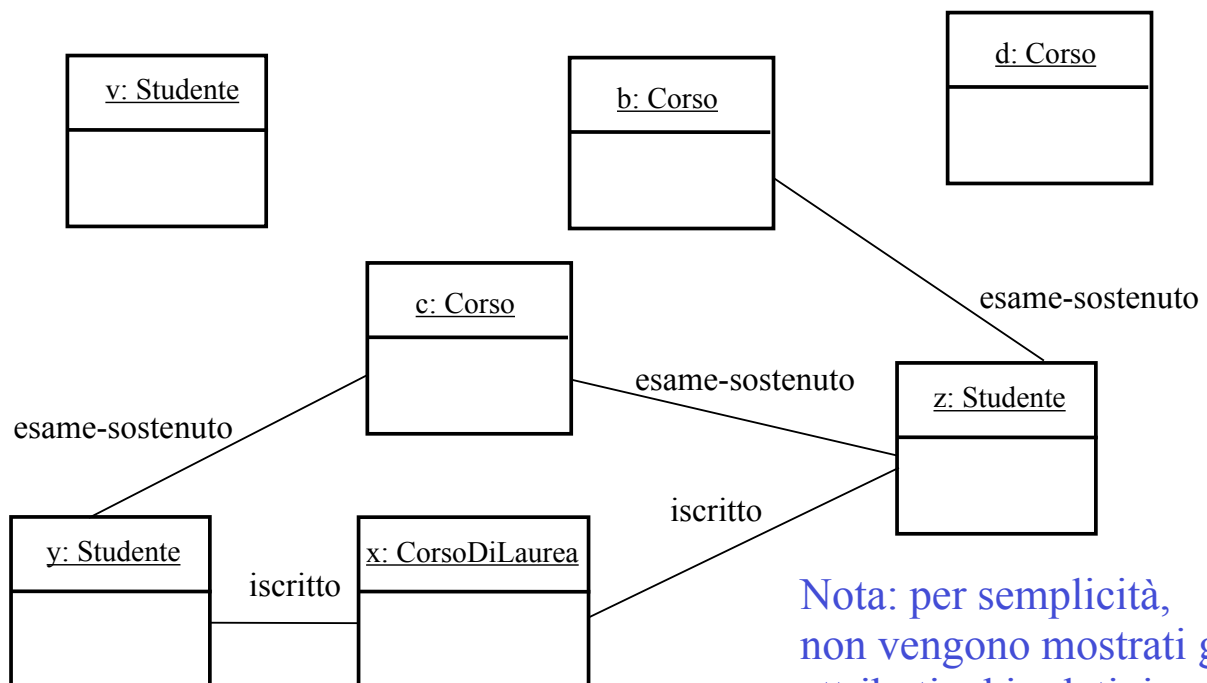 d: Corso
v: Studente
b: Corso
esame-sostenuto
c: Corso
esame-sostenuto
z: Studente
esame-sostenuto
iscritto
y: Studente
x: CorsoDiLaurea
iscritto
Nota: per semplicità,
non vengono mostrati g